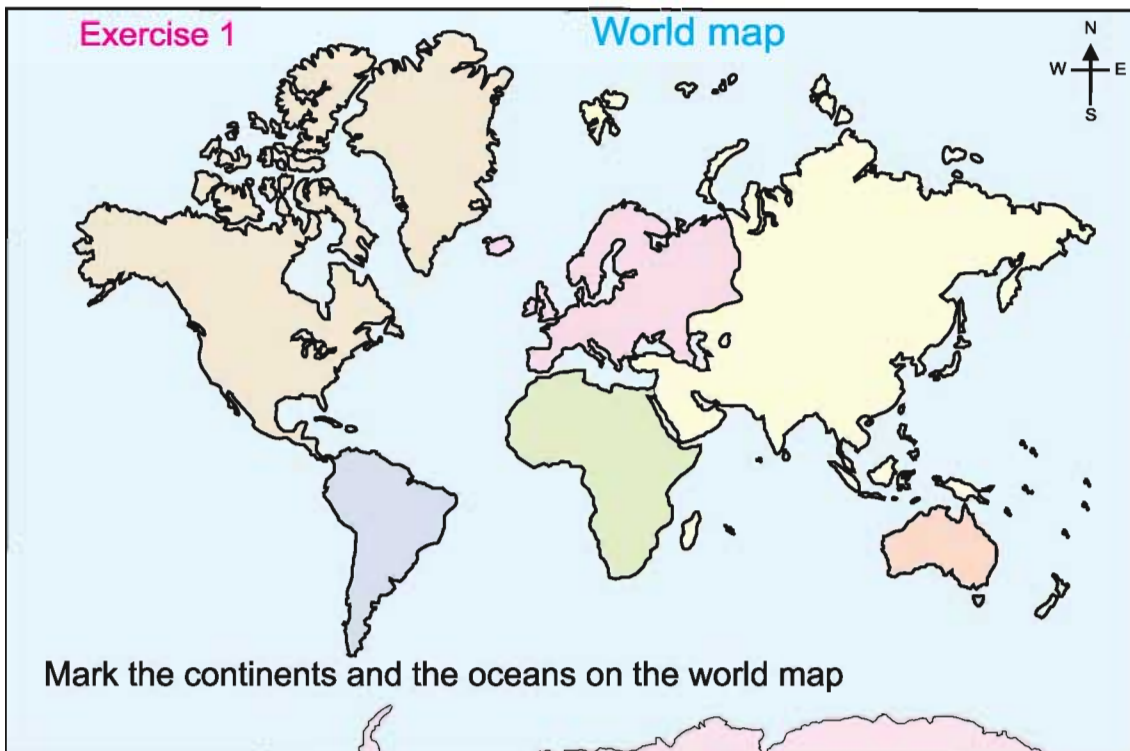 Exercise 1
World map
N
W E
S
Mark the continents and the oceans on the world map